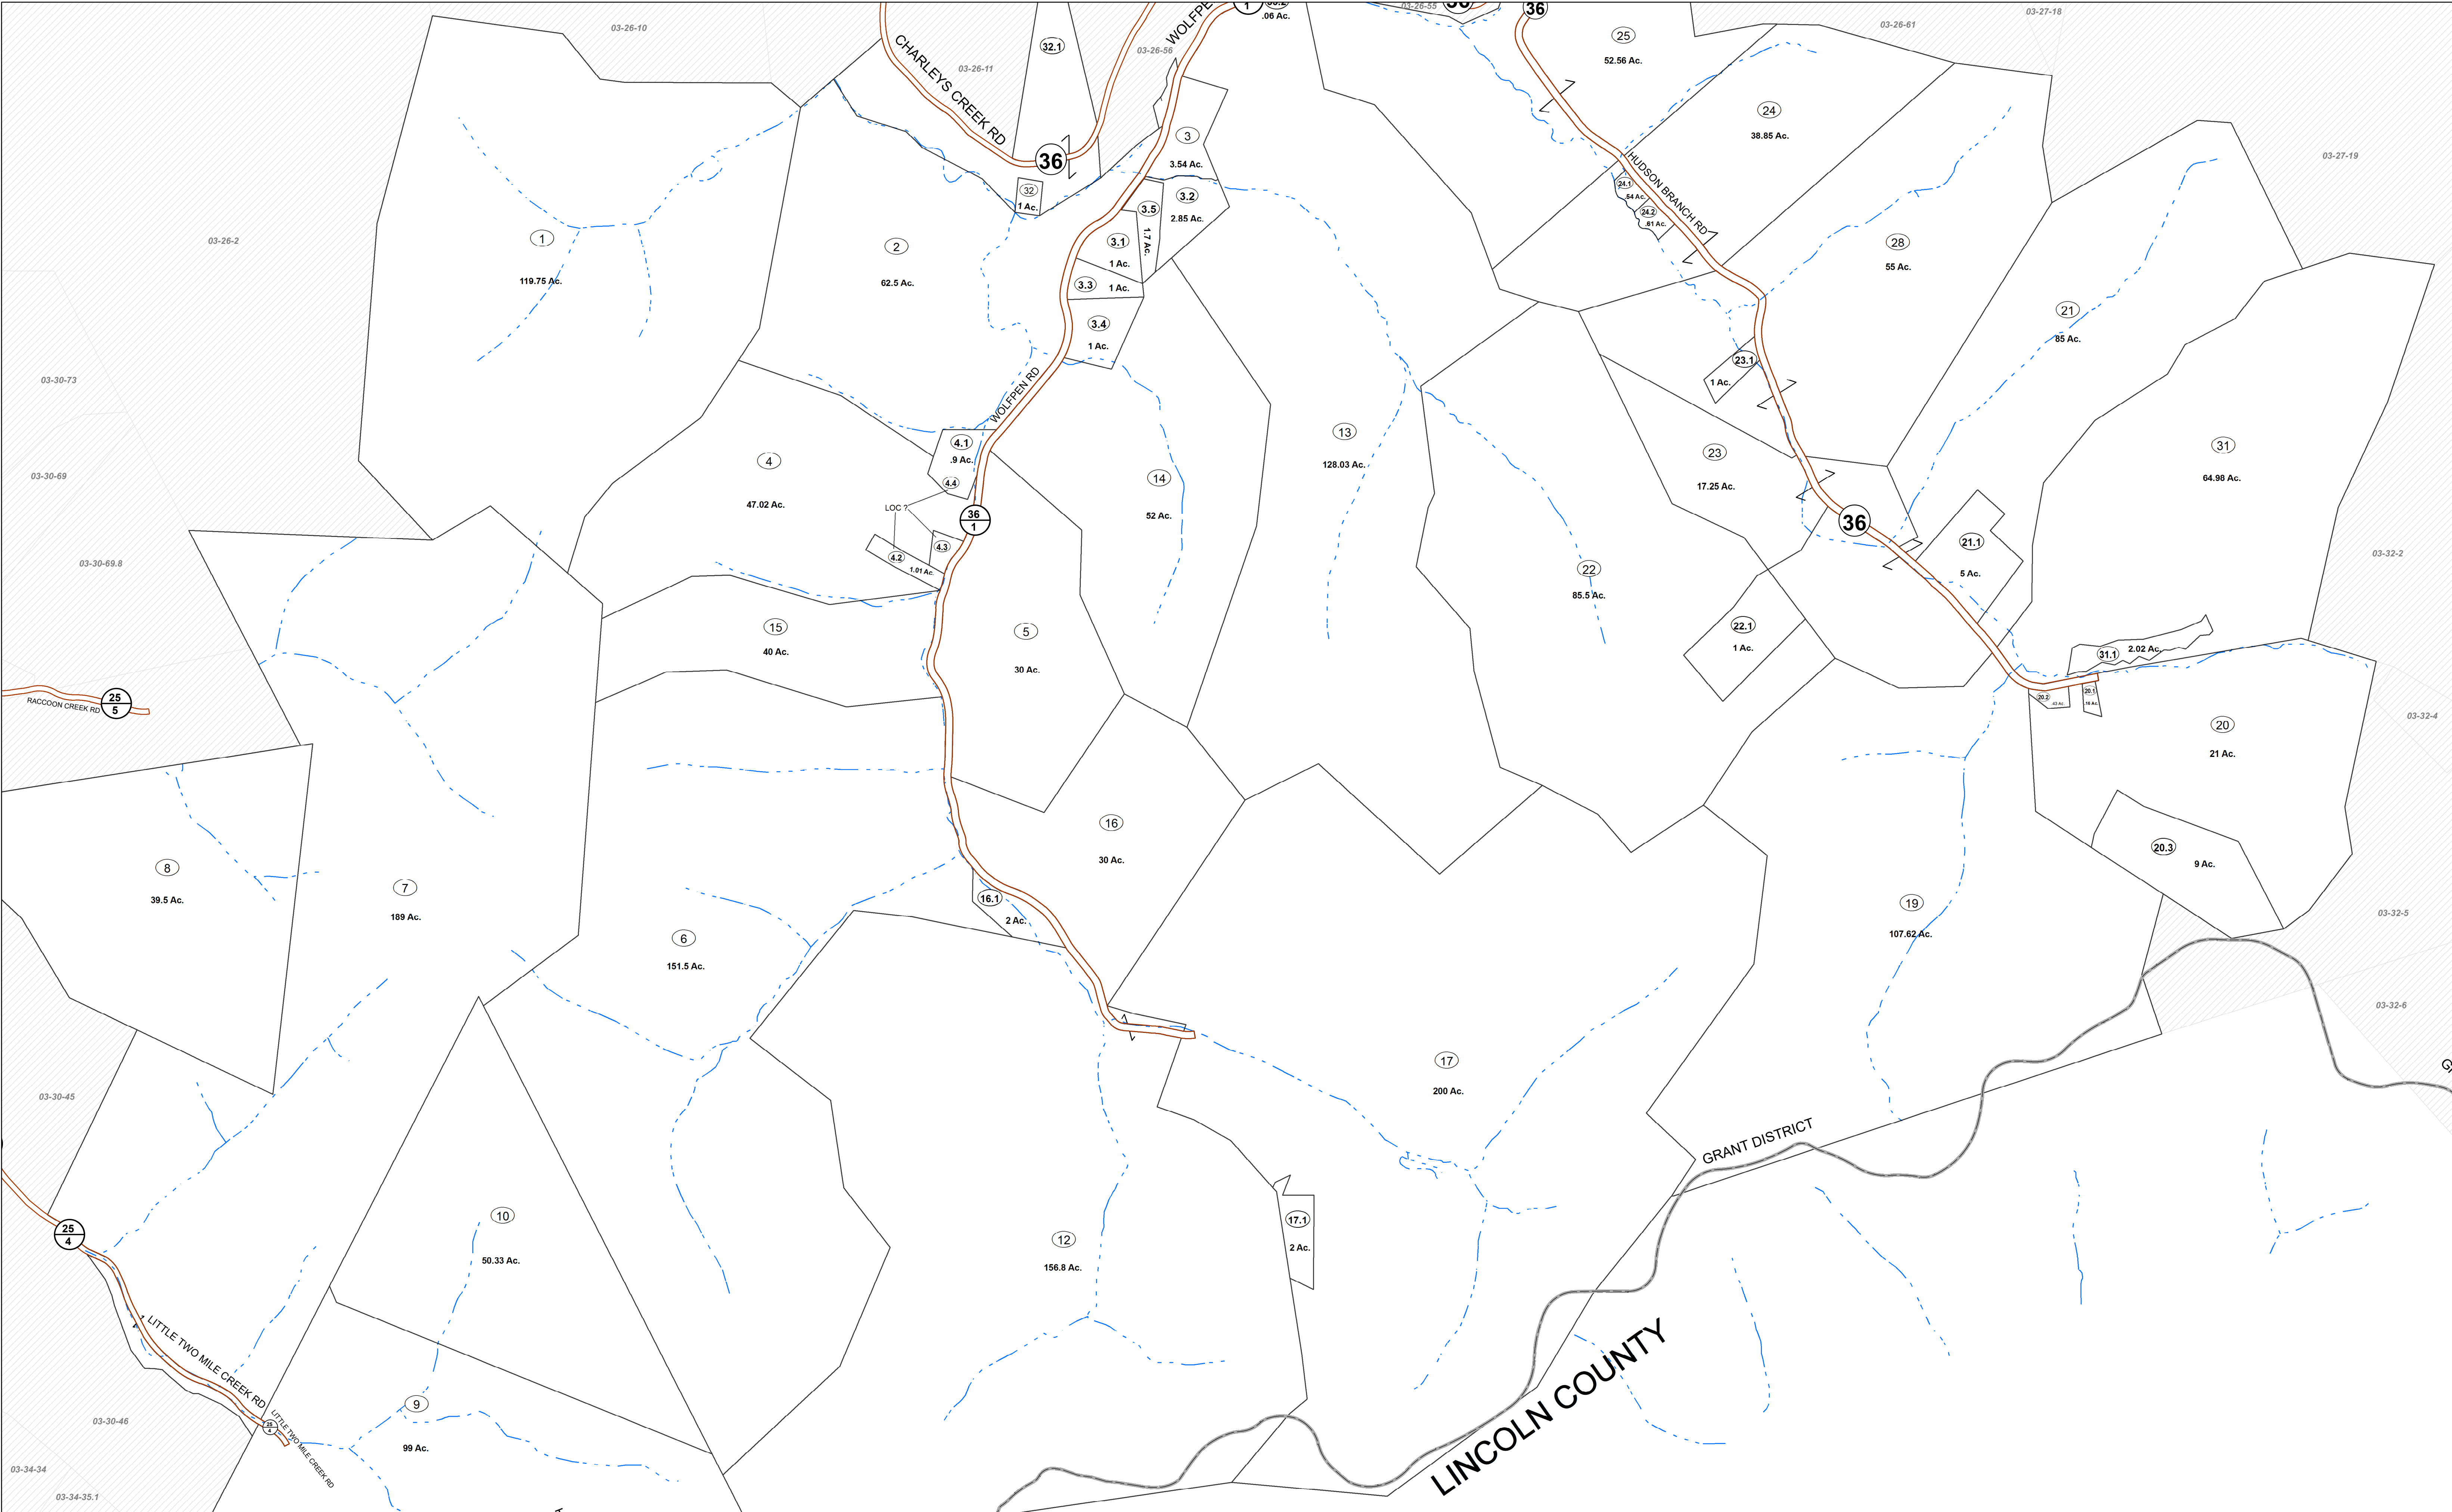 03-26-10
03-26-11
03-26-56
03-26-55
03-26-61
03-27-18
03-27-19
03-26-2
03-30-73
03-30-69
03-30-69.8
03-30-45
03-30-46
03-34-34
03-34-35.1
03-32-2
03-32-4
03-32-5
03-32-6
CHARLEYS CREEK RD
36
32.1
1
.06 Ac.
36
25
52.56 Ac.
24
38.85 Ac.
HUDSON BRANCH RD
24.1
.54 Ac.
24.2
.61 Ac.
28
55 Ac.
21
85 Ac.
31
64.98 Ac.
1
119.75 Ac.
2
62.5 Ac.
32
1 Ac.
3
3.54 Ac.
3.2
2.85 Ac.
3.5
1.7 Ac.
3.1
1 Ac.
3.3
1 Ac.
3.4
1 Ac.
WOLFPEN RD
4.1
.9 Ac.
4.4
LOC ?
36
1
4.3
4.2
1.01 Ac.
4
47.02 Ac.
15
40 Ac.
5
30 Ac.
14
52 Ac.
13
128.03 Ac.
22
85.5 Ac.
23.1
1 Ac.
23
17.25 Ac.
36
21.1
5 Ac.
22.1
1 Ac.
31.1
2.02 Ac.
20.2
.43 Ac.
20.1
.18 Ac.
20
21 Ac.
20.3
9 Ac.
25
5
RACCOON CREEK RD
8
39.5 Ac.
7
189 Ac.
6
151.5 Ac.
16
30 Ac.
16.1
2 Ac.
19
107.62 Ac.
17
200 Ac.
17.1
2 Ac.
12
156.8 Ac.
10
50.33 Ac.
9
99 Ac.
25
4
LITTLE TWO MILE CREEK RD
25
4
LITTLE TWO MILE CREEK RD
GRANT DISTRICT
LINCOLN COUNTY